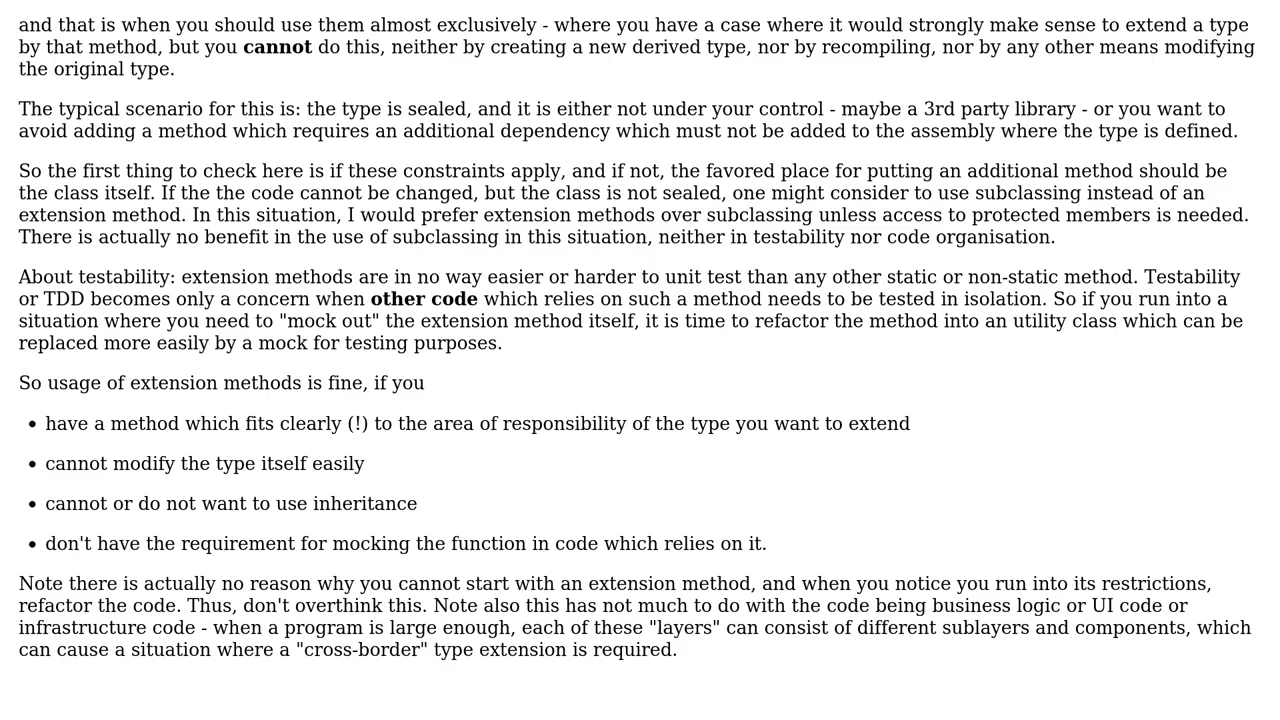 and that is when you should use them almost exclusively - where you have a case where it would strongly make sense to extend a type
by that method, but you cannot do this, neither by creating a new derived type, nor by recompiling, nor by any other means modifying
the original type.
The typical scenario for this is: the type is sealed, and it is either not under your control - maybe a 3rd party library - or you want to
avoid adding a method which requires an additional dependency which must not be added to the assembly where the type is defined.
So the first thing to check here is if these constraints apply, and if not, the favored place for putting an additional method should be
the class itself. If the the code cannot be changed, but the class is not sealed, one might consider to use subclassing instead of an
extension method. In this situation, I would prefer extension methods over subclassing unless access to protected members is needed.
There is actually no benefit in the use of subclassing in this situation, neither in testability nor code organisation.
About testability: extension methods are in no way easier or harder to unit test than any other static or non-static method. Testability
or TDD becomes only a concern when other code which relies on such a method needs to be tested in isolation. So if you run into a
situation where you need to "mock out" the extension method itself, it is time to refactor the method into an utility class which can be
replaced more easily by a mock for testing purposes.
So usage of extension methods is fine, if you
• have a method which fits clearly (!) to the area of responsibility of the type you want to extend
• cannot modify the type itself easily
• cannot or do not want to use inheritance
• don't have the requirement for mocking the function in code which relies on it.
Note there is actually no reason why you cannot start with an extension method, and when you notice you run into its restrictions,
refactor the code. Thus, don't overthink this. Note also this has not much to do with the code being business logic or UI code or
infrastructure code - when a program is large enough, each of these "layers" can consist of different sublayers and components, which
can cause a situation where a "cross-border" type extension is required.